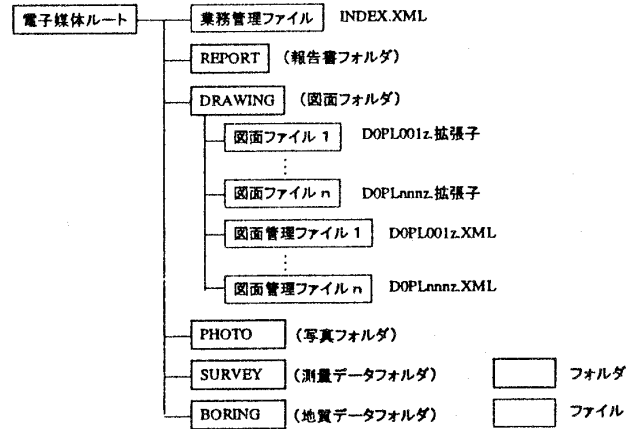 電子媒体ルート
業務管理ファイル INDEX.XML
REPORT (報告書フォルダ)
DRAWING (図面フォルダ)
図面ファイル 1 D0PL001z.拡張子
図面ファイル n D0PLnnnz.拡張子
図面管理ファイル 1 D0PL001z.XML
図面管理ファイル n D0PLnnnz.XML
PHOTO (写真フォルダ)
SURVEY (測量データフォルダ) フォルダ
BORING (地質データフォルダ) ファイル